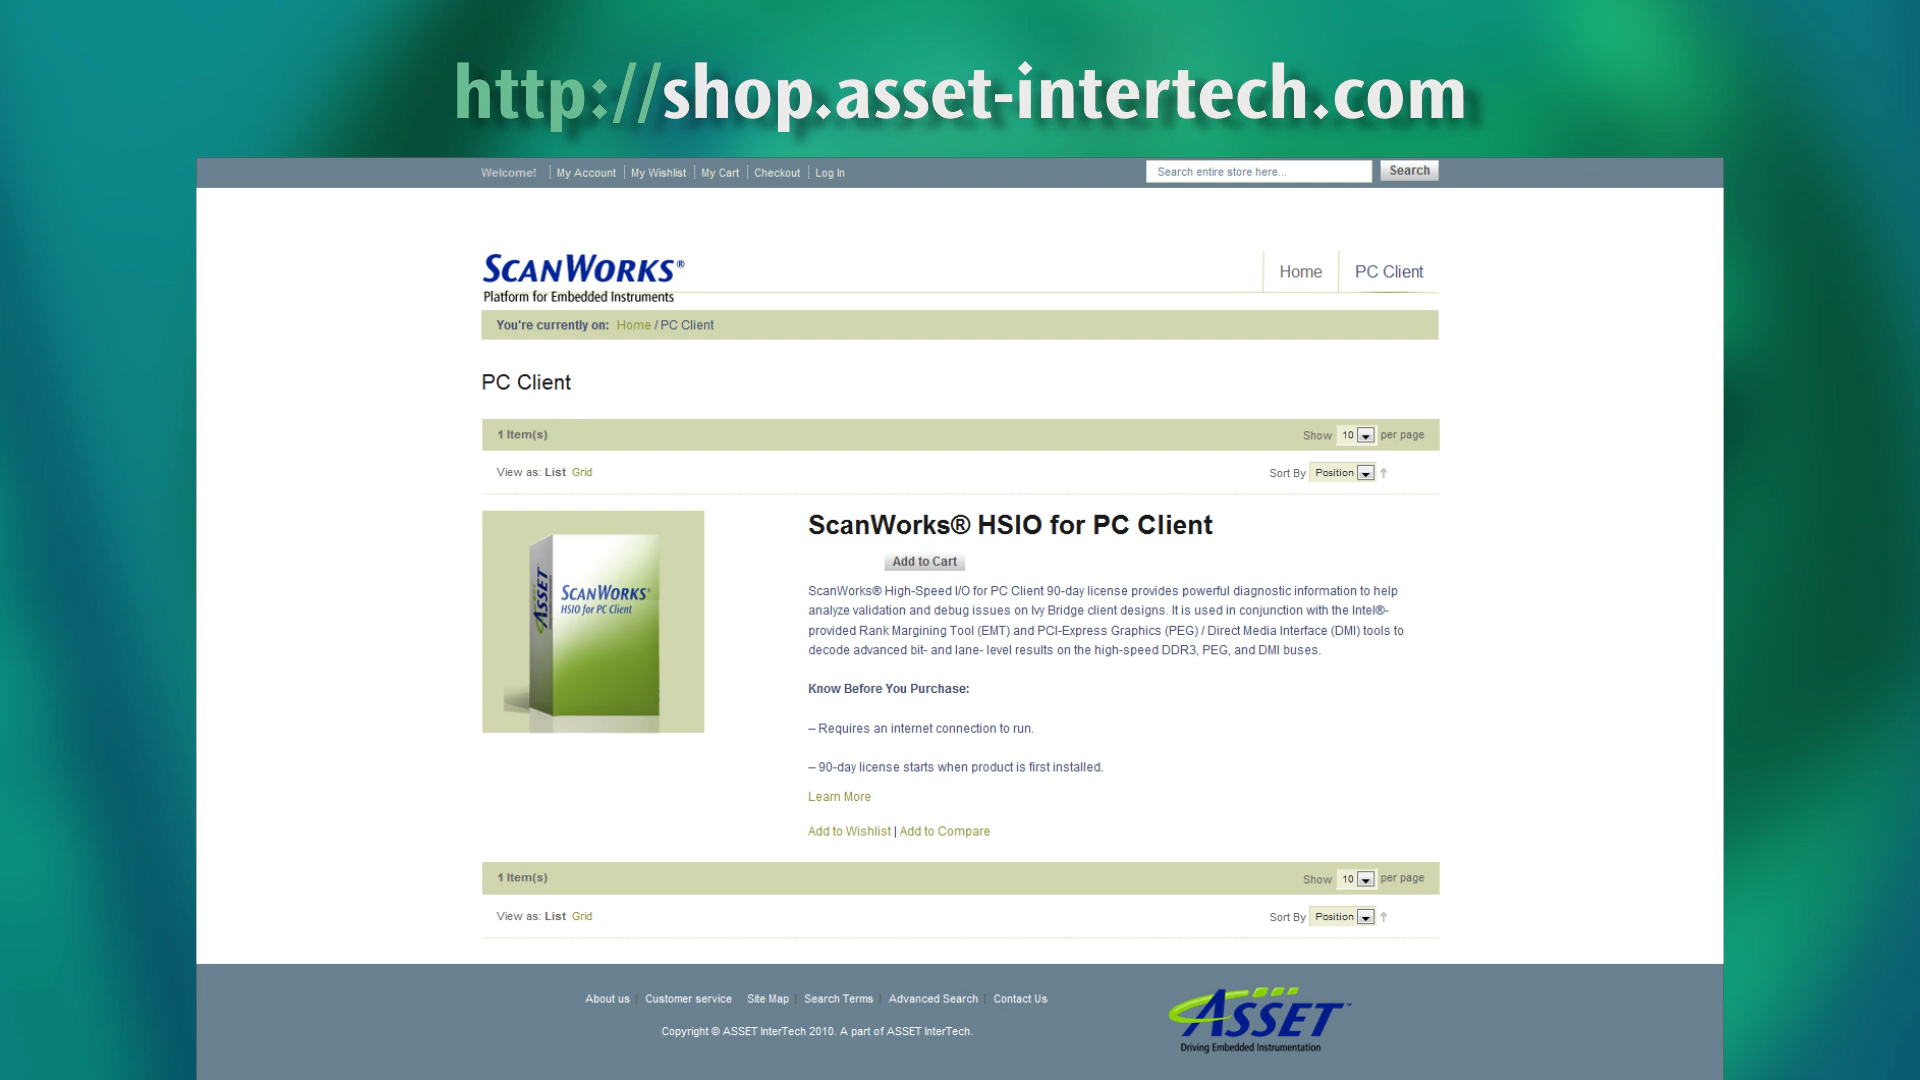 http://shop.asset-intertech.com
Welcome! My Account My Wishlist My Cart Checkout Log In Search entire store here... Search
SCANWORKS®
Platform for Embedded Instruments
Home PC Client
You're currently on: Home / PC Client
PC Client
1 Item(s) Show 10 per page
View as: List Grid Sort By Position
ASSET
SCANWORKS®
HSIO for PC Client
ScanWorks® HSIO for PC Client
Add to Cart
ScanWorks® High-Speed I/O for PC Client 90-day license provides powerful diagnostic information to help
analyze validation and debug issues on Ivy Bridge client designs. It is used in conjunction with the Intel®-
provided Rank Margining Tool (EMT) and PCI-Express Graphics (PEG) / Direct Media Interface (DMI) tools to
decode advanced bit- and lane- level results on the high-speed DDR3, PEG, and DMI buses.
Know Before You Purchase:
– Requires an internet connection to run.
– 90-day license starts when product is first installed.
Learn More
Add to Wishlist | Add to Compare
1 Item(s) Show 10 per page
View as: List Grid Sort By Position
About us Customer service Site Map Search Terms Advanced Search Contact Us
Copyright © ASSET InterTech 2010. A part of ASSET InterTech.
ASSET™
Driving Embedded Instrumentation